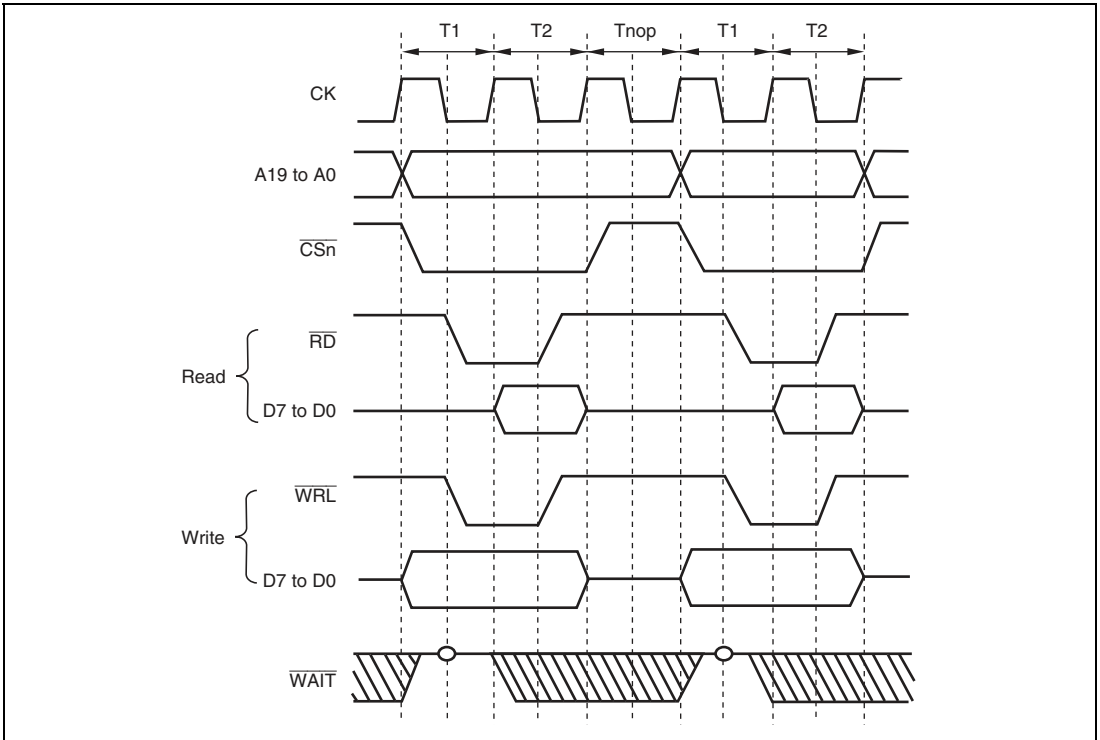 T1 T2 Tnop T1 T2
CK
A19 to A0
CSn
RD
Read
D7 to D0
WRL
Write
D7 to D0
WAIT